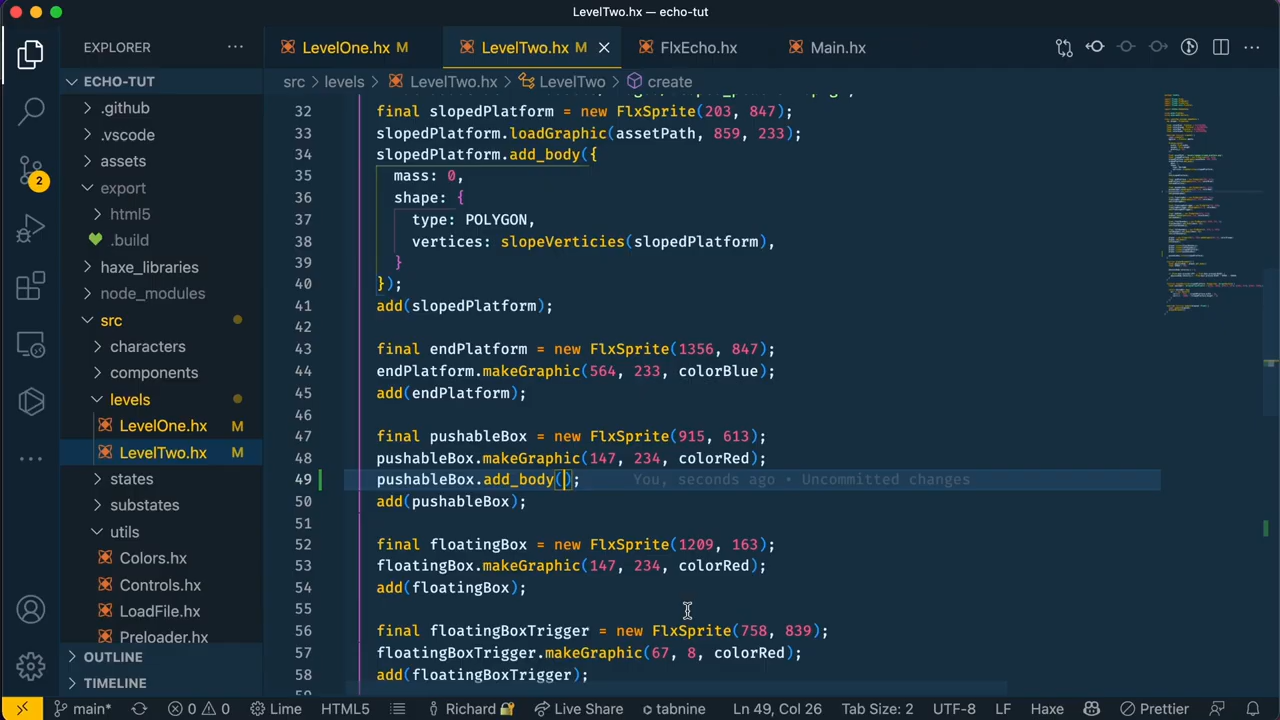 LevelTwo.hx — echo-tut
EXPLORER
LevelOne.hx M
LevelTwo.hx M
FlxEcho.hx
Main.hx
ECHO-TUT
src > levels > LevelTwo.hx > LevelTwo > create
.github
.vscode
assets
export
html5
.build
haxe_libraries
node_modules
src
characters
components
levels
LevelOne.hx M
LevelTwo.hx M
states
substates
utils
Colors.hx
Controls.hx
LoadFile.hx
Preloader.hx
OUTLINE
TIMELINE
2
32 final slopedPlatform = new FlxSprite(203, 847);
33 slopedPlatform.loadGraphic(assetPath, 859, 233);
34 slopedPlatform.add_body({
35 mass: 0,
36 shape: {
37 type: POLYGON,
38 vertices: slopeVerticies(slopedPlatform),
39 }
40 });
41 add(slopedPlatform);
42
43 final endPlatform = new FlxSprite(1356, 847);
44 endPlatform.makeGraphic(564, 233, colorBlue);
45 add(endPlatform);
46
47 final pushableBox = new FlxSprite(915, 613);
48 pushableBox.makeGraphic(147, 234, colorRed);
49 pushableBox.add_body(); You, seconds ago • Uncommitted changes
50 add(pushableBox);
51
52 final floatingBox = new FlxSprite(1209, 163);
53 floatingBox.makeGraphic(147, 234, colorRed);
54 add(floatingBox);
55
56 final floatingBoxTrigger = new FlxSprite(758, 839);
57 floatingBoxTrigger.makeGraphic(67, 8, colorRed);
58 add(floatingBoxTrigger);
main* 0 0 Lime HTML5 Richard Live Share tabnine Ln 49, Col 26 Tab Size: 2 UTF-8 LF Haxe Prettier